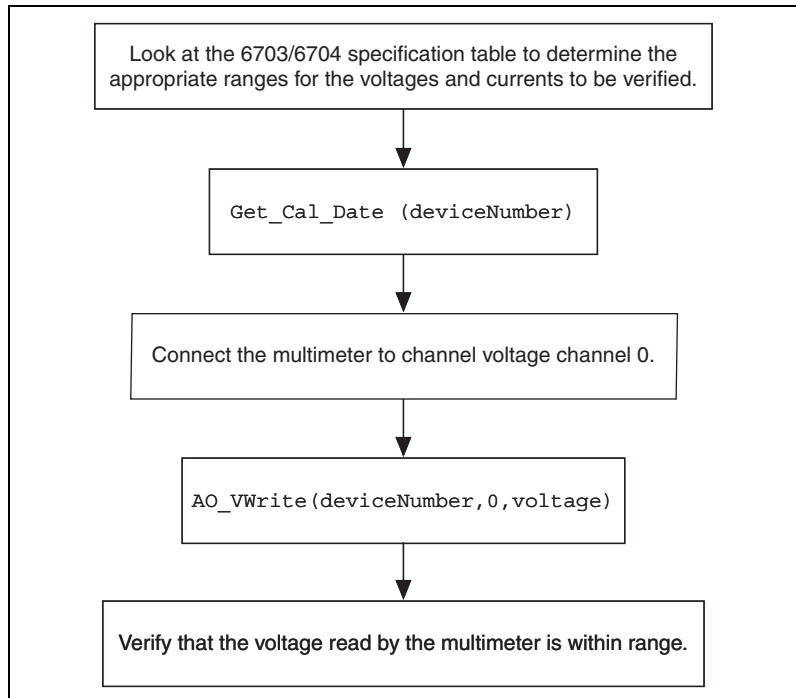 Look at the 6703/6704 specification table to determine the
appropriate ranges for the voltages and currents to be verified.
Get_Cal_Date (deviceNumber)
Connect the multimeter to channel voltage channel 0.
AO_VWrite(deviceNumber,0,voltage)
Verify that the voltage read by the multimeter is within range.